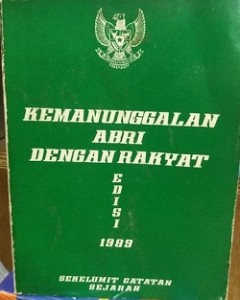 KEMANUNGGALAN
ABRI
DENGAN RAKYAT
EDISI
1989
SEKELUMIT CATATAN
SEJARAH